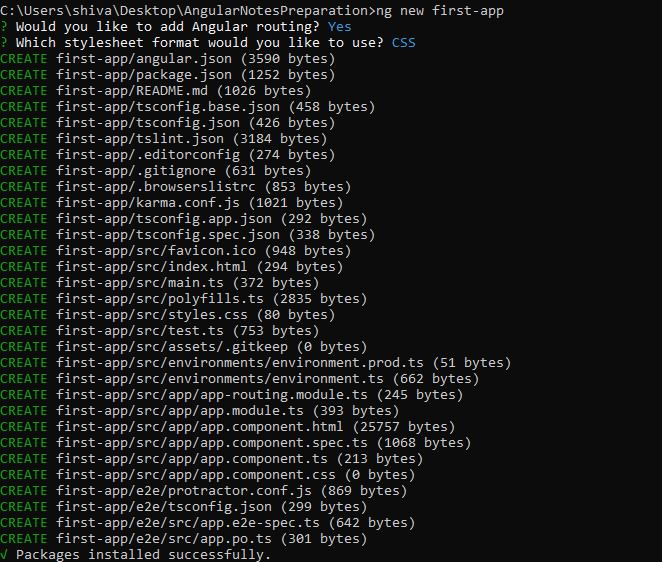 C:\Users\shiva\Desktop\AngularNotesPreparation>ng new first-app
? Would you like to add Angular routing? Yes
? Which stylesheet format would you like to use? CSS
CREATE first-app/angular.json (3590 bytes)
CREATE first-app/package.json (1252 bytes)
CREATE first-app/README.md (1026 bytes)
CREATE first-app/tsconfig.base.json (458 bytes)
CREATE first-app/tsconfig.json (426 bytes)
CREATE first-app/tslint.json (3184 bytes)
CREATE first-app/.editorconfig (274 bytes)
CREATE first-app/.gitignore (631 bytes)
CREATE first-app/.browserslistrc (853 bytes)
CREATE first-app/karma.conf.js (1021 bytes)
CREATE first-app/tsconfig.app.json (292 bytes)
CREATE first-app/tsconfig.spec.json (338 bytes)
CREATE first-app/src/favicon.ico (948 bytes)
CREATE first-app/src/index.html (294 bytes)
CREATE first-app/src/main.ts (372 bytes)
CREATE first-app/src/polyfills.ts (2835 bytes)
CREATE first-app/src/styles.css (80 bytes)
CREATE first-app/src/test.ts (753 bytes)
CREATE first-app/src/assets/.gitkeep (0 bytes)
CREATE first-app/src/environments/environment.prod.ts (51 bytes)
CREATE first-app/src/environments/environment.ts (662 bytes)
CREATE first-app/src/app/app-routing.module.ts (245 bytes)
CREATE first-app/src/app/app.module.ts (393 bytes)
CREATE first-app/src/app/app.component.html (25757 bytes)
CREATE first-app/src/app/app.component.spec.ts (1068 bytes)
CREATE first-app/src/app/app.component.ts (213 bytes)
CREATE first-app/src/app/app.component.css (0 bytes)
CREATE first-app/e2e/protractor.conf.js (869 bytes)
CREATE first-app/e2e/tsconfig.json (299 bytes)
CREATE first-app/e2e/src/app.e2e-spec.ts (642 bytes)
CREATE first-app/e2e/src/app.po.ts (301 bytes)
√ Packages installed successfully.